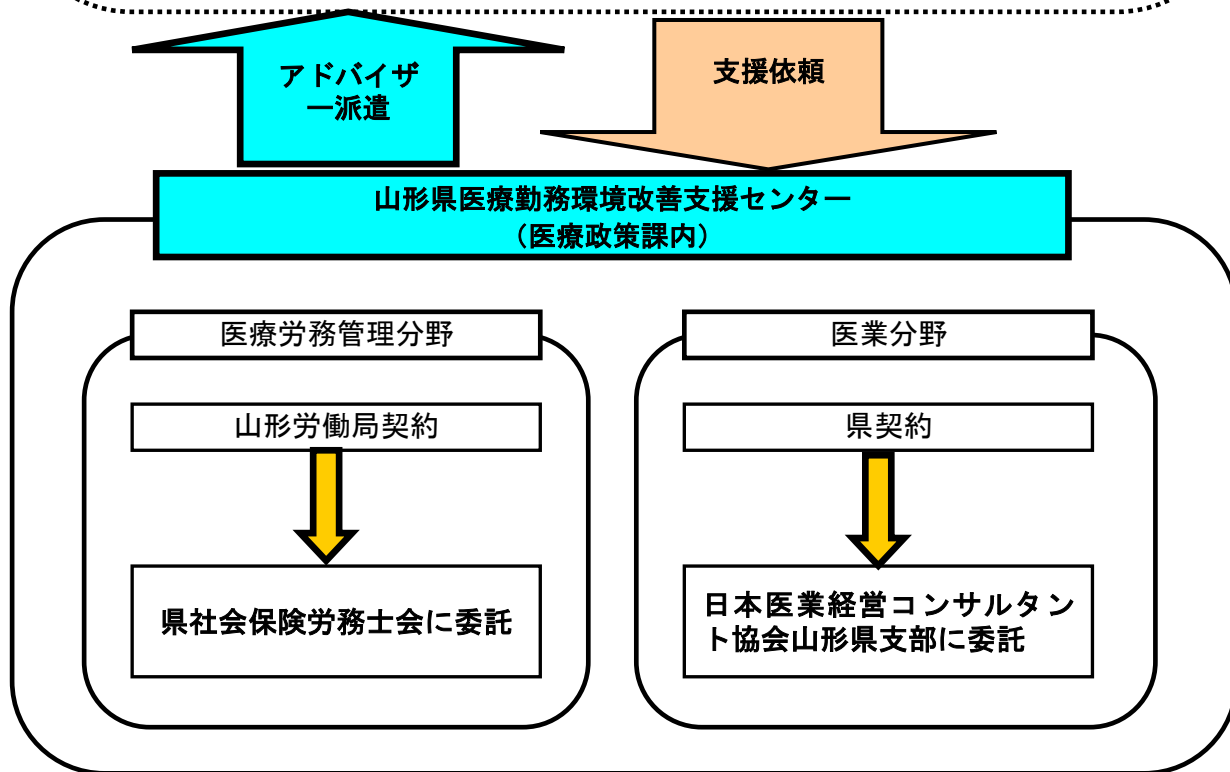 アドバイザ
ー派遣
支援依頼
山形県医療勤務環境改善支援センター
（医療政策課内）
医療労務管理分野
山形労働局契約
県社会保険労務士会に委託
医業分野
県契約
日本医業経営コンサルタン
ト協会山形県支部に委託